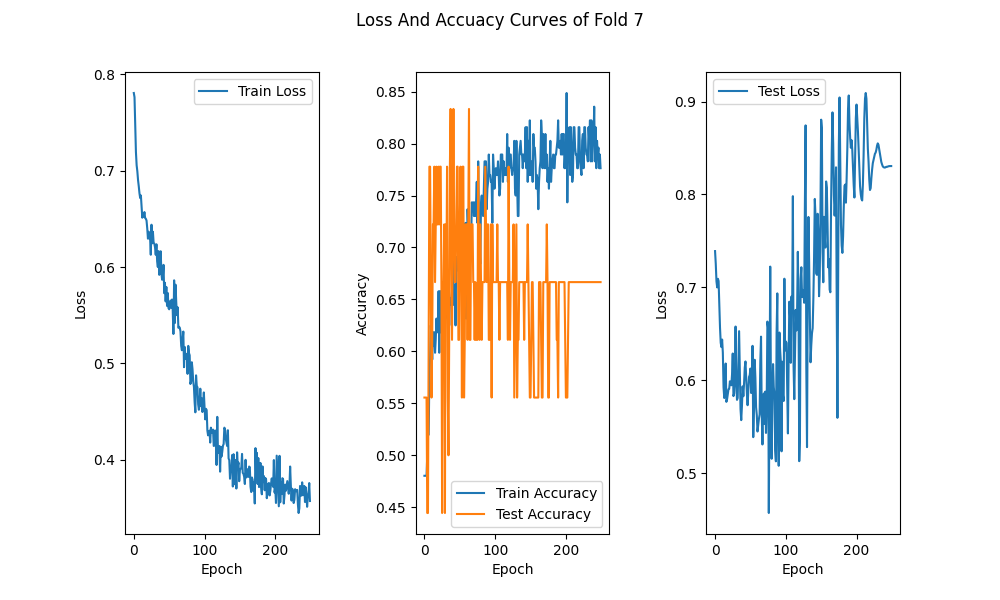 Loss And Accuacy Curves of Fold 7
0.8
0.7
0.6
0.5
0.4
Loss
0 100 200
Epoch
Train Loss
0.85
0.80
0.75
0.70
0.65
0.60
0.55
0.50
0.45
Accuracy
0 100 200
Epoch
Train Accuracy
Test Accuracy
0.9
0.8
0.7
0.6
0.5
Loss
0 100 200
Epoch
Test Loss